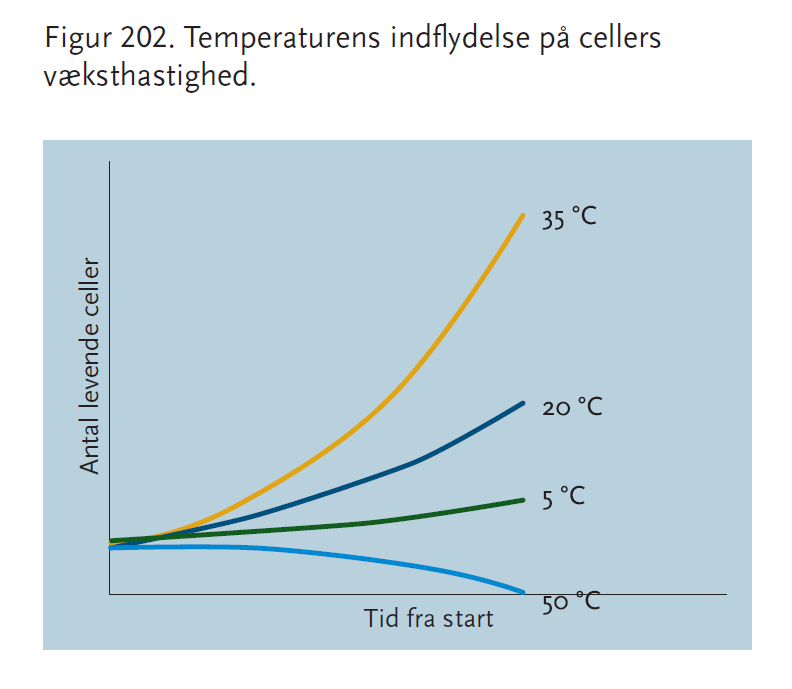 Figur 202. Temperaturens indflydelse på cellers
væksthastighed.
Antal levende celler
35 °C
20 °C
5 °C
50 °C
Tid fra start